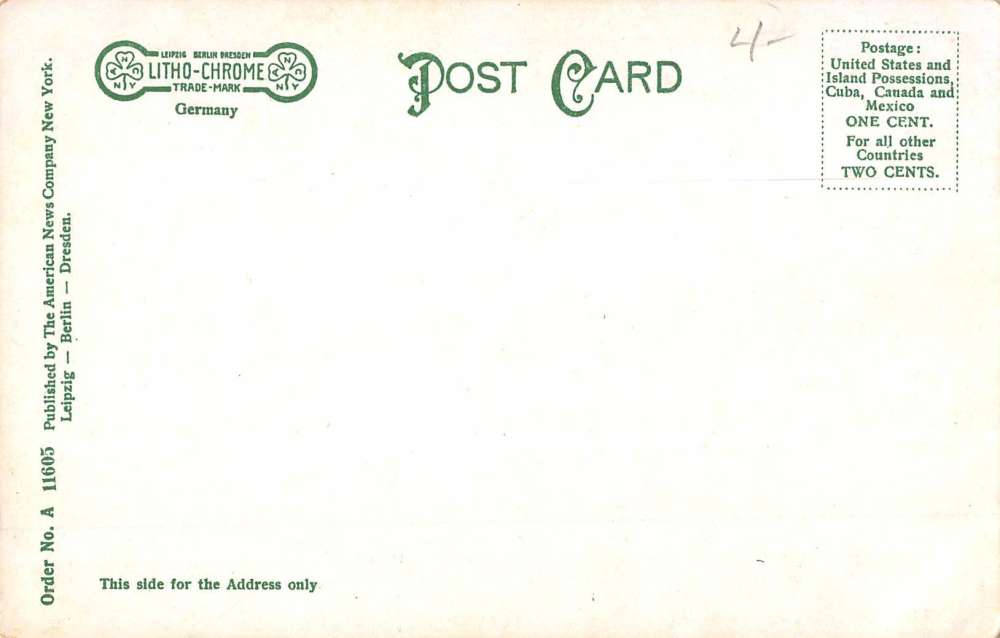 LEIPZIG BERLIN DRESDEN
LITHO-CHROME
TRADE-MARK
A N C
N Y
A N C
N Y
Germany
POST CARD
4-
Postage:
United States and
Island Possessions,
Cuba, Canada and
Mexico
ONE CENT.
For all other
Countries
TWO CENTS.
Order No. A 11605 Published by The American News Company New York.
Leipzig — Berlin — Dresden.
This side for the Address only